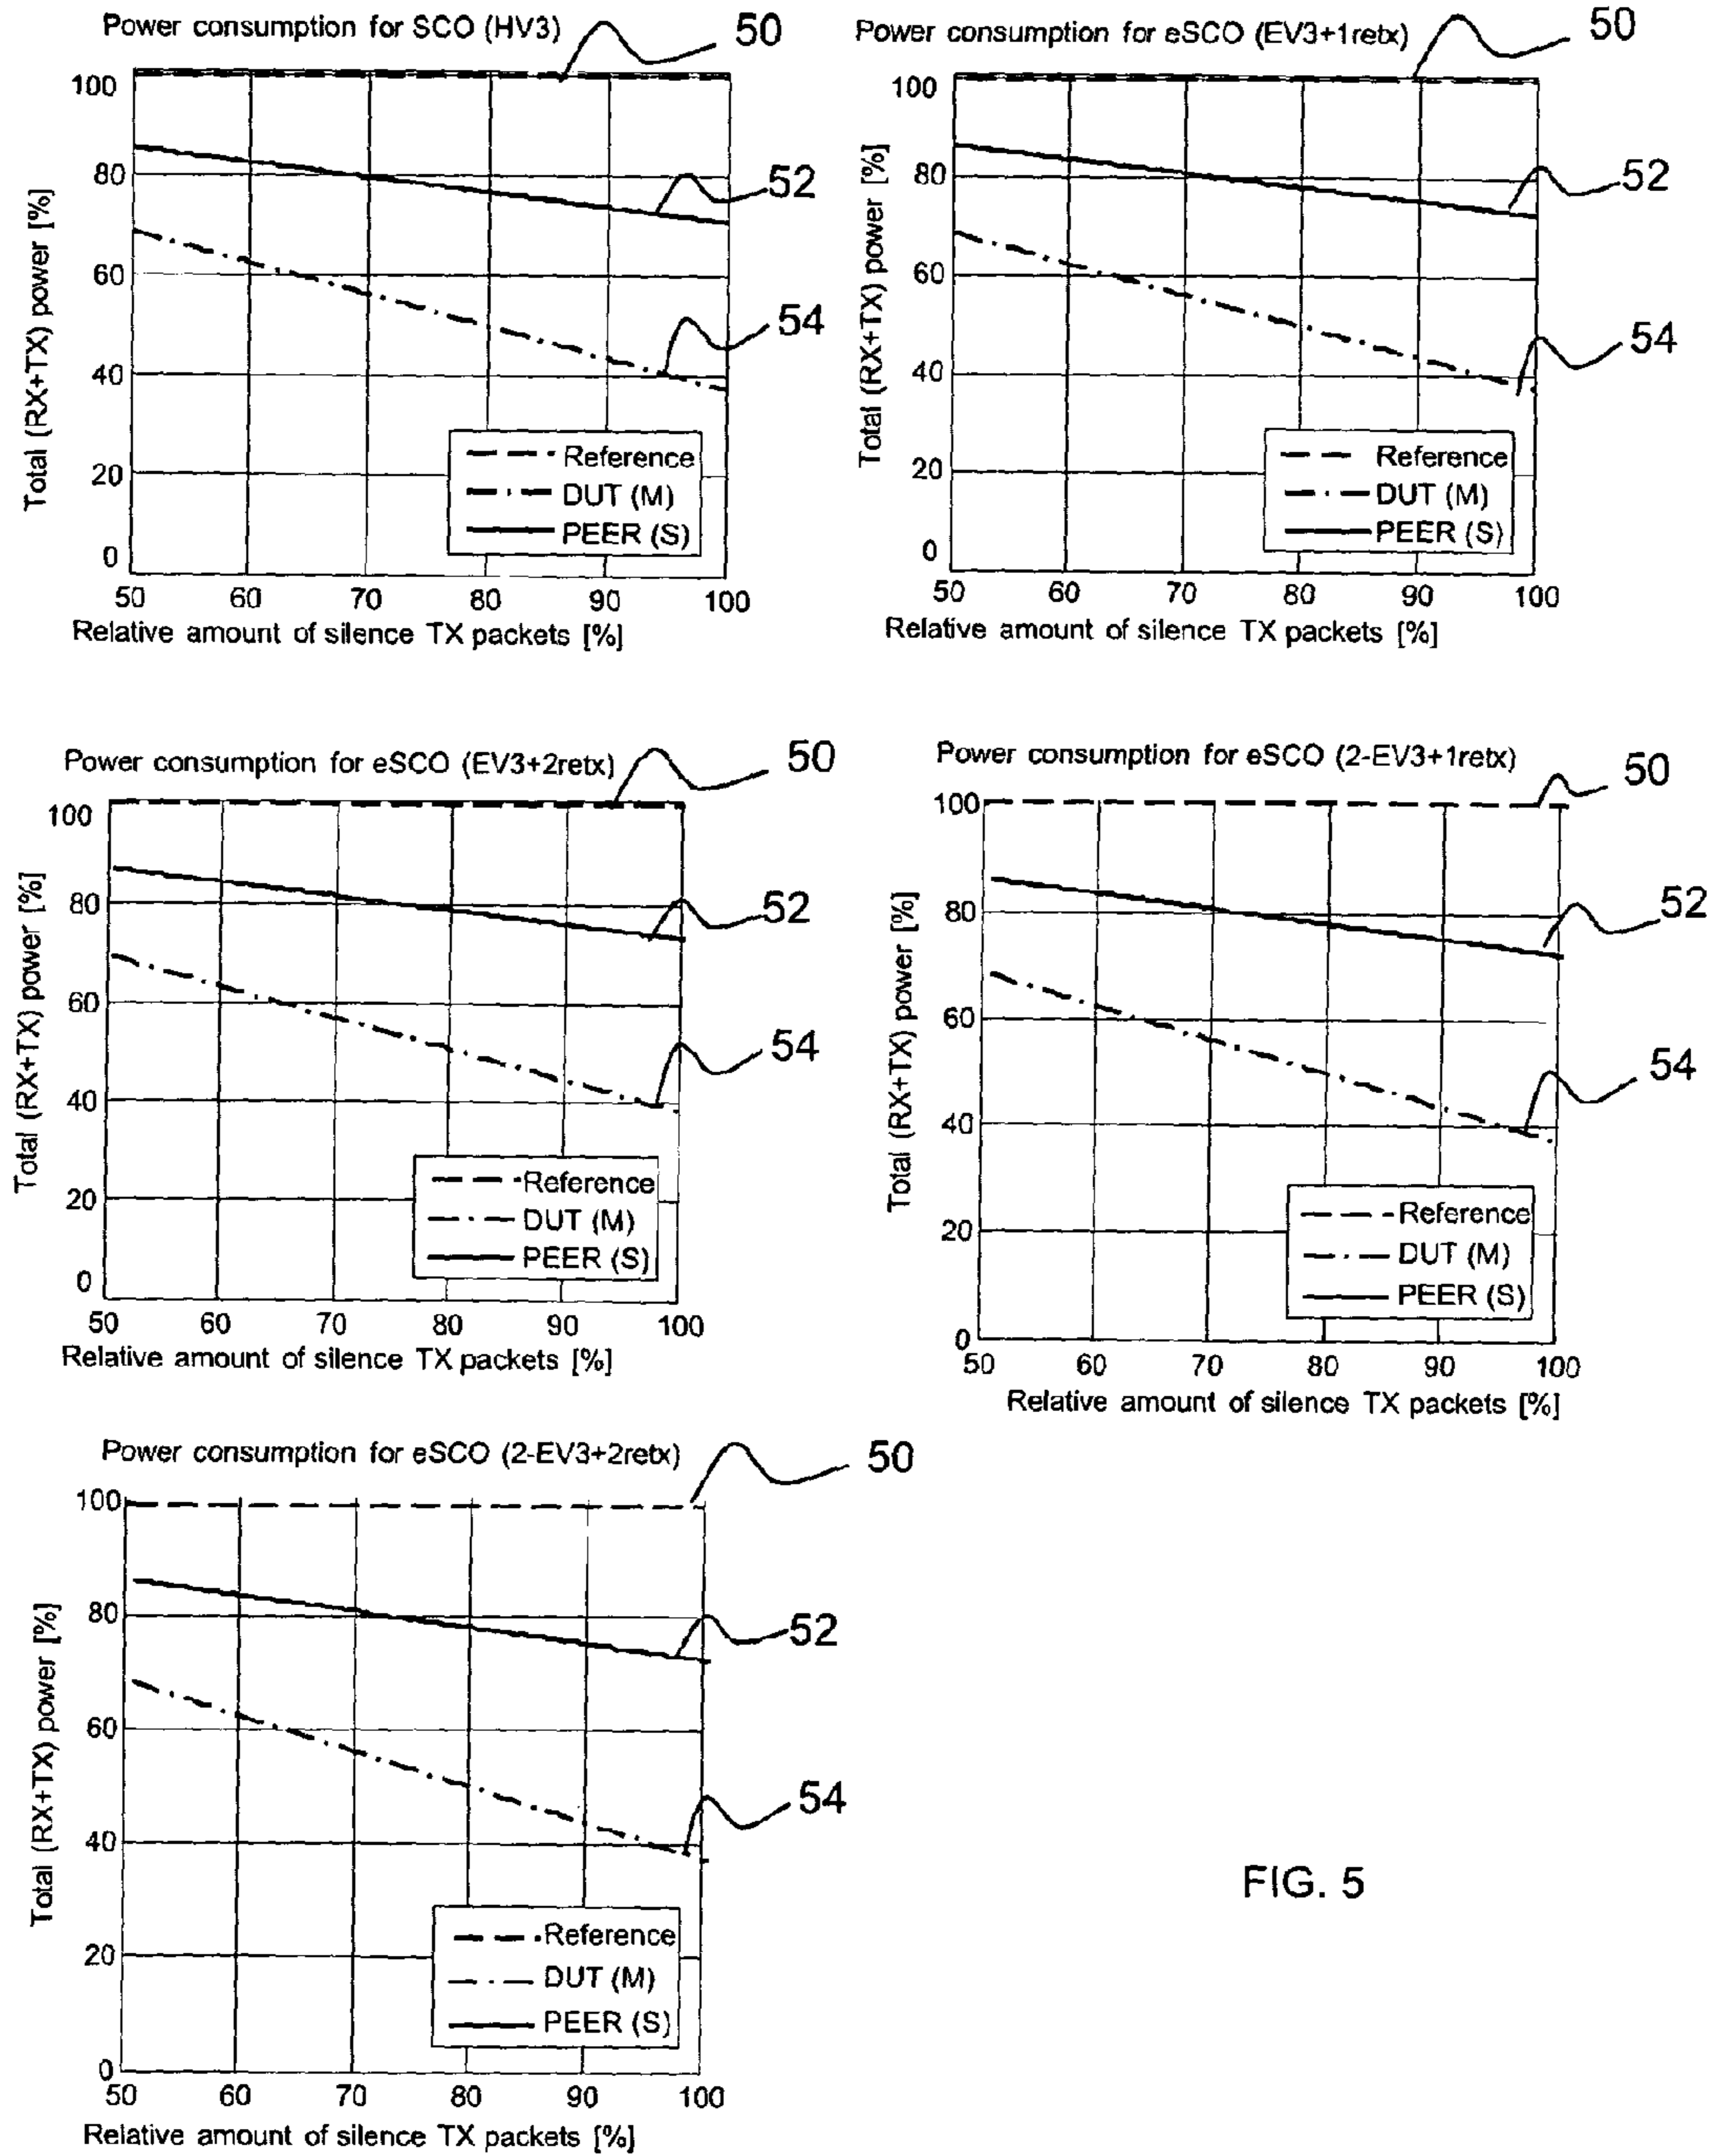 Power consumption for SCO (HV3)
50
100
80
60
40
20
0
Total (RX+TX) power [%]
52
54
Reference
DUT (M)
PEER (S)
50 60 70 80 90 100
Relative amount of silence TX packets [%]
Power consumption for eSCO (EV3+1retx)
50
100
80
60
40
20
0
Total (RX+TX) power [%]
52
54
Reference
DUT (M)
PEER (S)
50 60 70 80 90 100
Relative amount of silence TX packets [%]
Power consumption for eSCO (EV3+2retx)
50
100
80
60
40
20
0
Total (RX+TX) power [%]
52
54
Reference
DUT (M)
PEER (S)
50 60 70 80 90 100
Relative amount of silence TX packets [%]
Power consumption for eSCO (2-EV3+1retx)
50
100
80
60
40
20
0
Total (RX+TX) power [%]
52
54
Reference
DUT (M)
PEER (S)
50 60 70 80 90 100
Relative amount of silence TX packets [%]
Power consumption for eSCO (2-EV3+2retx)
50
100
80
60
40
20
0
Total (RX+TX) power [%]
52
54
Reference
DUT (M)
PEER (S)
50 60 70 80 90 100
Relative amount of silence TX packets [%]
FIG. 5